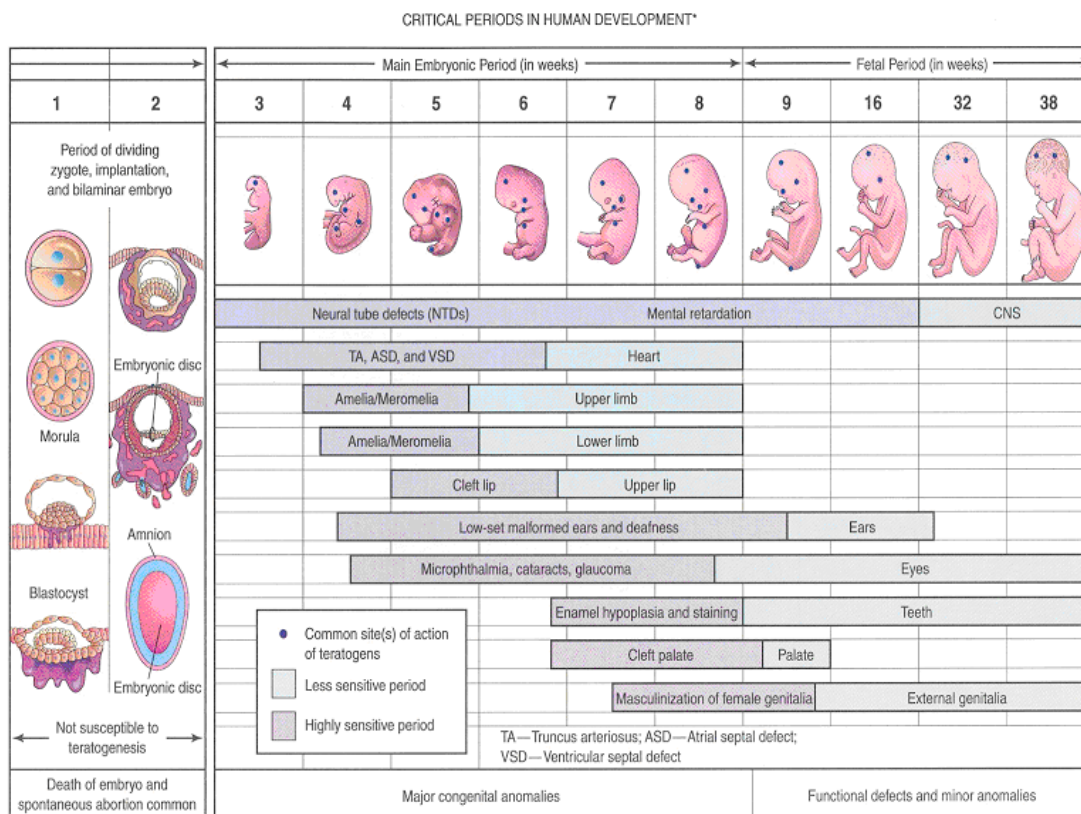 CRITICAL PERIODS IN HUMAN DEVELOPMENT*
Main Embryonic Period (in weeks)
Fetal Period (in weeks)
1
2
3
4
5
6
7
8
9
16
32
38
Period of dividing
zygote, implantation,
and bilaminar embryo
Morula
Blastocyst
Embryonic disc
Amnion
Embryonic disc
Not susceptible to
teratogenesis
Death of embryo and
spontaneous abortion common
Neural tube defects (NTDs)
Mental retardation
CNS
TA, ASD, and VSD
Heart
Amelia/Meromelia
Upper limb
Amelia/Meromelia
Lower limb
Cleft lip
Upper lip
Low-set malformed ears and deafness
Ears
Microphthalmia, cataracts, glaucoma
Eyes
Enamel hypoplasia and staining
Teeth
Cleft palate
Palate
Masculinization of female genitalia
External genitalia
Common site(s) of action
of teratogens
Less sensitive period
Highly sensitive period
TA—Truncus arteriosus; ASD—Atrial septal defect;
VSD—Ventricular septal defect
Major congenital anomalies
Functional defects and minor anomalies